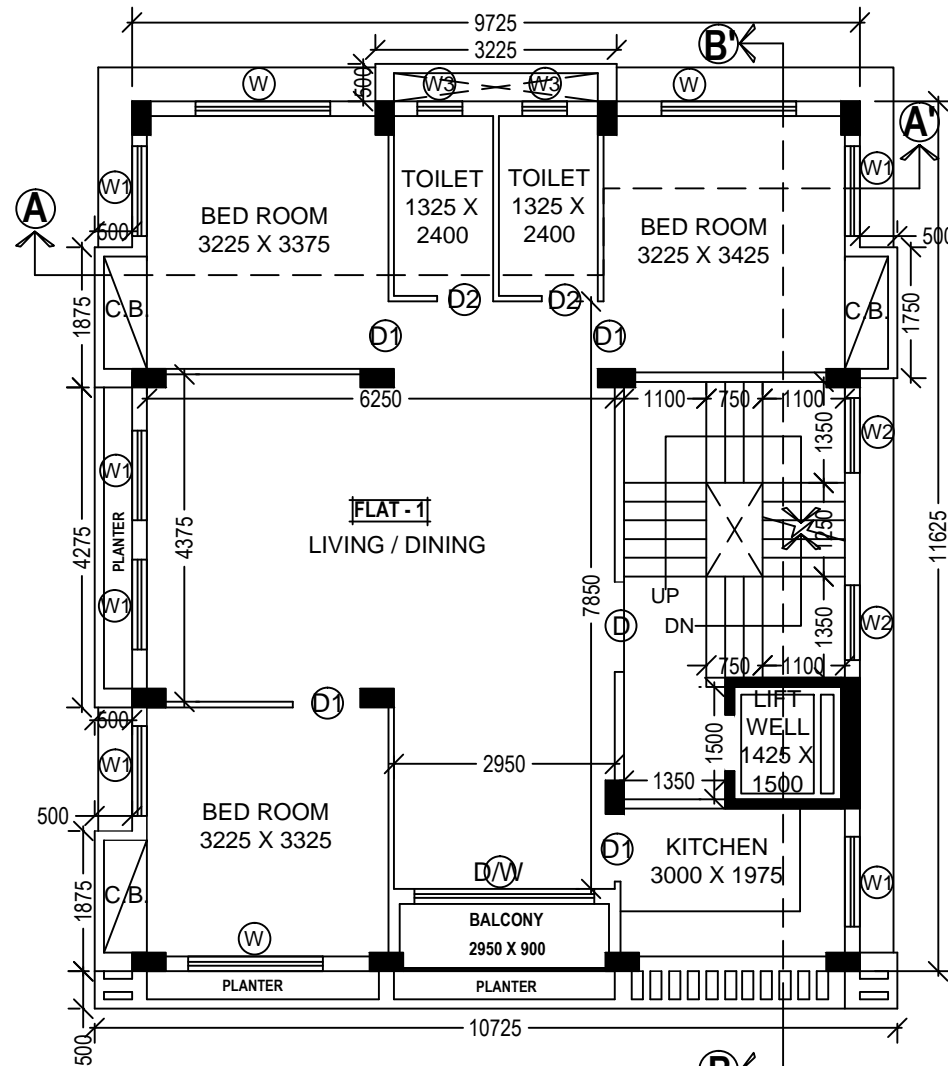 9725
B'
3225
500
W
W3
W3
W
A'
W1
TOILET
1325 X
2400
TOILET
1325 X
2400
W1
A
BED ROOM
3225 X 3375
BED ROOM
3225 X 3425
500
500
D2
D2
1875
C.B.
C.B.
1750
D1
D1
6250
1100
750
1100
1350
W2
W1
4275
PLANTER
4375
FLAT - 1
LIVING / DINING
1250
11625
7850
W1
UP
DN
D
1350
W2
750
1100
D1
500
LIFT
WELL
1425 X
1500
1500
W1
2950
1350
500
BED ROOM
3225 X 3325
D1
KITCHEN
3000 X 1975
1875
C.B.
D/W
W1
BALCONY
2950 X 900
W
PLANTER
PLANTER
10725
500
B